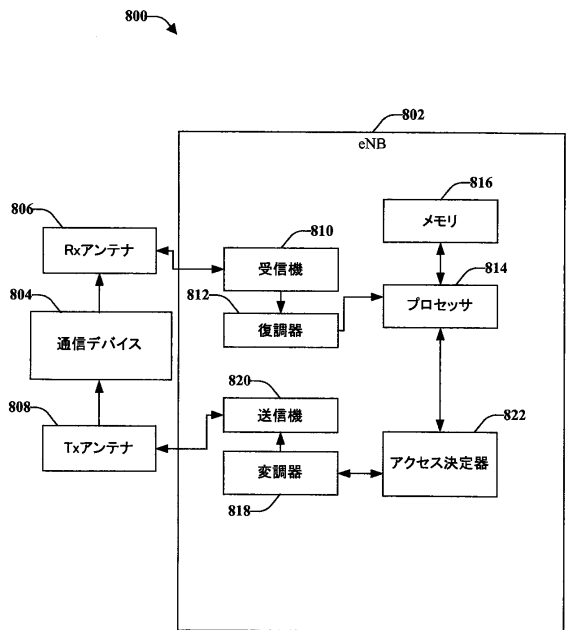 800
802
eNB
816
メモリ
806
Rxアンテナ
810
受信機
814
プロセッサ
804
通信デバイス
812
復調器
820
送信機
808
Txアンテナ
822
アクセス決定器
変調器
818